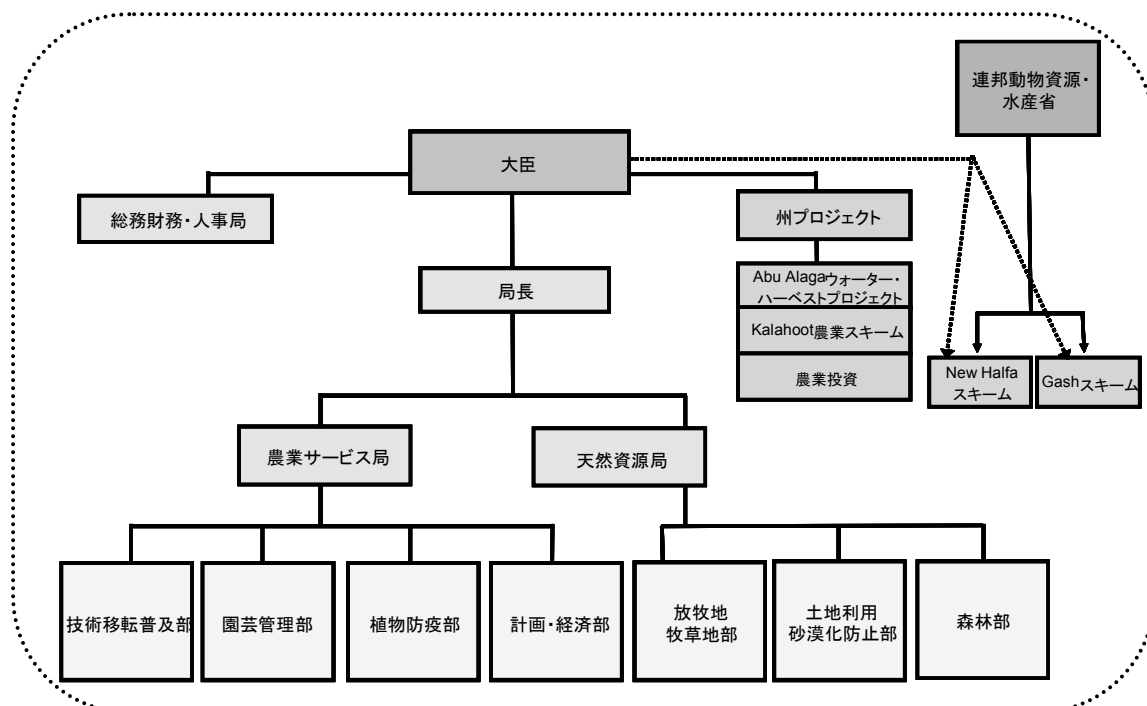 連邦動物資源・
水産省
大臣
総務財務・人事局
州プロジェクト
Abu Alagaウォーター・
ハーベストプロジェクト
Kalahoot農業スキーム
農業投資
局長
New Halfa
スキーム
Gashスキーム
農業サービス局
天然資源局
技術移転普及部
園芸管理部
植物防疫部
計画・経済部
放牧地
牧草地部
土地利用
砂漠化防止部
森林部